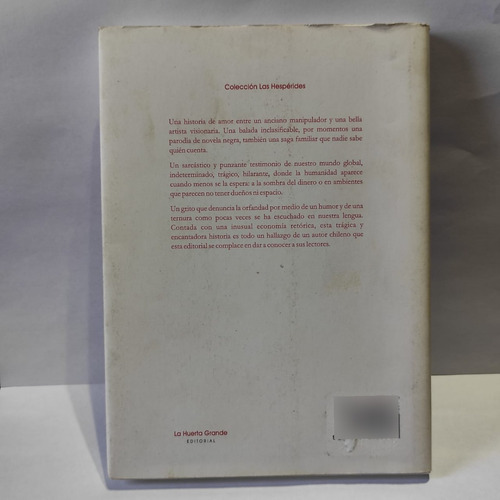 Colección Las Hespérides
Una historia de amor entre un anciano manipulador y una bella
artista visionaria. Una balada inclasificable, por momentos una
parodia de novela negra, también una saga familiar que nadie sabe
quién cuenta.
Un sarcástico y punzante testimonio de nuestro mundo global,
indeterminado, trágico, hilarante, donde la humanidad aparece
cuando menos se la espera: a la sombra del dinero o en ambientes
que parecen no tener dueños ni espacio.
Un grito que denuncia la orfandad por medio de un humor y de una
ternura como pocas veces se ha escuchado en nuestra lengua.
Contada con una inusual economía retórica, esta trágica y
encantadora historia es todo un hallazgo de un autor chileno que
esta editorial se complace en dar a conocer a sus lectores.
La Huerta Grande
EDITORIAL